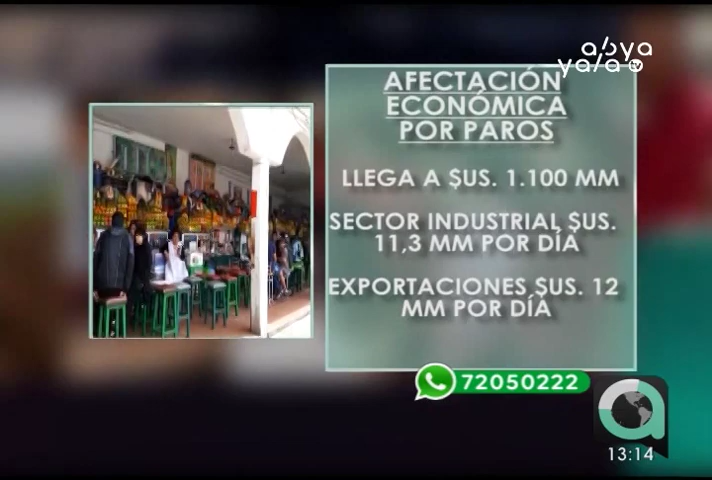 abya
yala tv
AFECTACIÓN
ECONÓMICA
POR PAROS
LLEGA A $US. 1.100 MM
SECTOR INDUSTRIAL $US.
11,3 MM POR DÍA
EXPORTACIONES $US. 12
MM POR DÍA
72050222
13:14